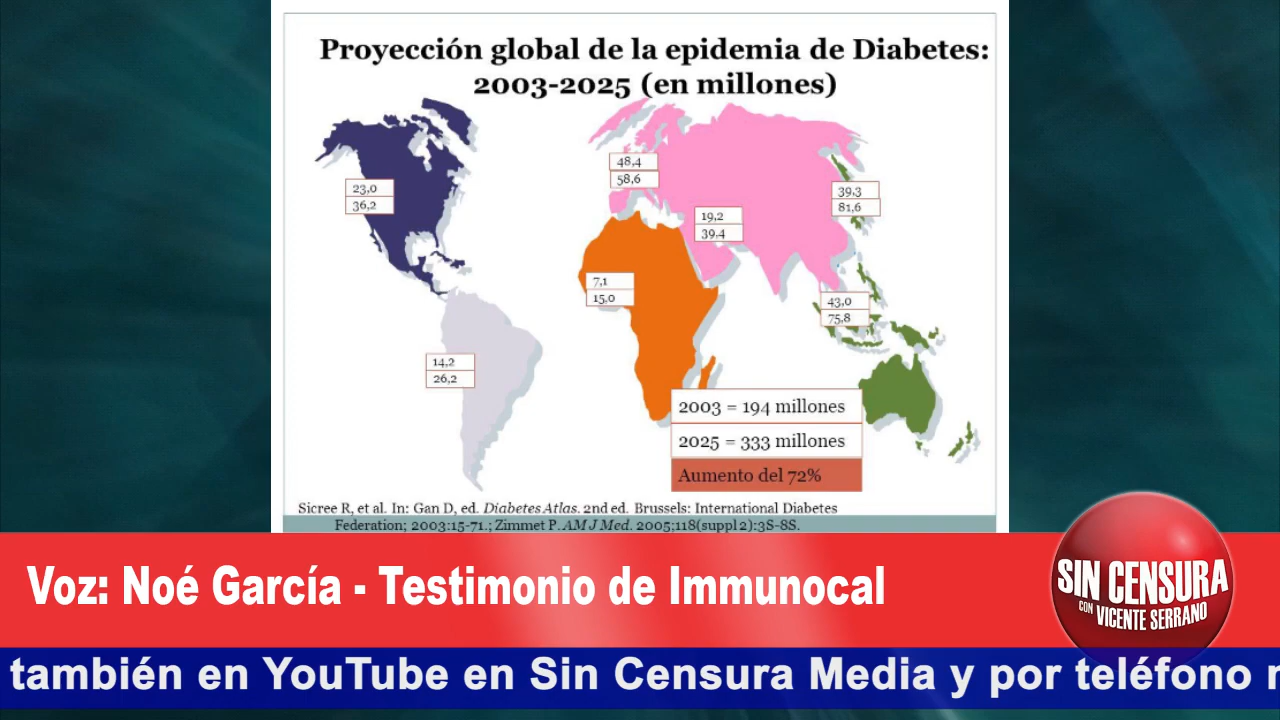 Proyección global de la epidemia de Diabetes:
2003-2025 (en millones)
48,4
58,6
23,0
36,2
39,3
81,6
19,2
39,4
7,1
15,0
43,0
75,8
14,2
26,2
2003 = 194 millones
2025 = 333 millones
Aumento del 72%
Sicree R, et al. In: Gan D, ed. Diabetes Atlas. 2nd ed. Brussels: International Diabetes
Federation; 2003:15-71.; Zimmet P. AM J Med. 2005;118(suppl 2):3S-8S.
Voz: Noé García - Testimonio de Immunocal
SIN CENSURA
CON VICENTE SERRANO
también en YouTube en Sin Censura Media y por teléfono